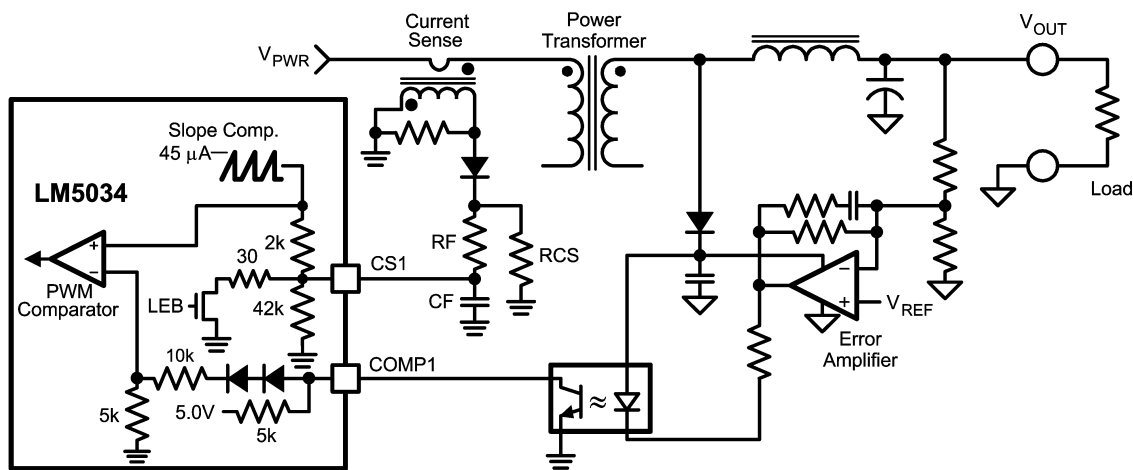 Current
Sense
Power
Transformer
VOUT
VPWR
Slope Comp.
45 µA
LM5034
2k
RF
RCS
Load
+
−
30
CS1
PWM
Comparator
LEB
42k
CF
−
+
VREF
Error
Amplifier
10k
COMP1
5k
5.0V
5k
≈